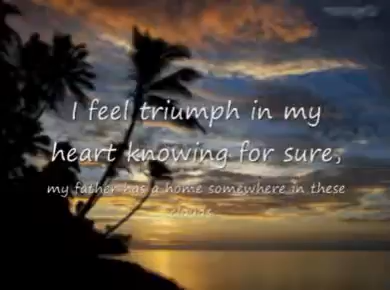 I feel triumph in my
heart knowing for sure,
my father has a home somewhere in these